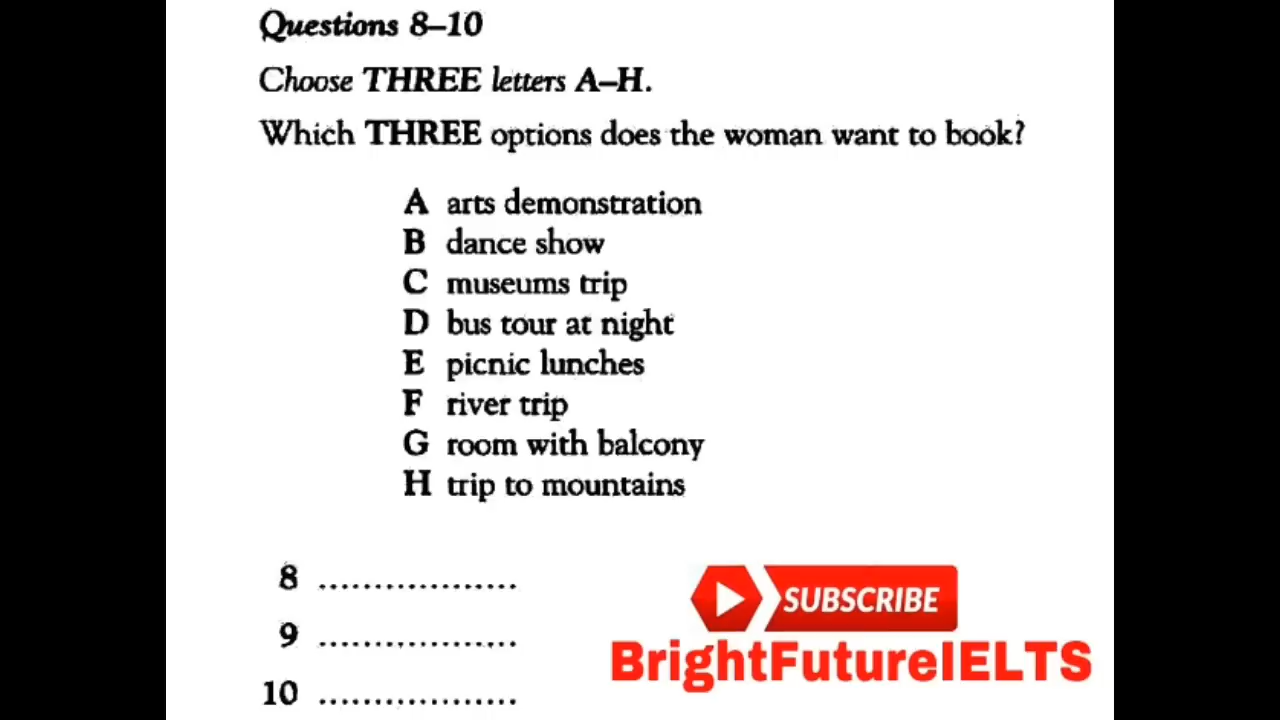 Questions 8–10
Choose THREE letters A–H.
Which THREE options does the woman want to book?
A arts demonstration
B dance show
C museums trip
D bus tour at night
E picnic lunches
F river trip
G room with balcony
H trip to mountains
8 ..................
9 ..................
10 ..................
SUBSCRIBE
BrightFutureIELTS